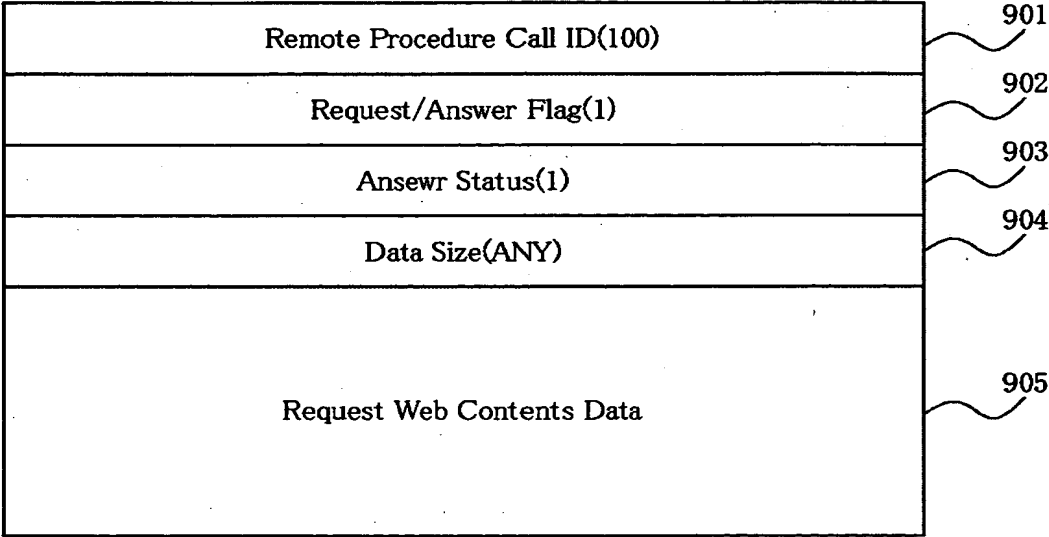 Remote Procedure Call ID(100)
901
Request/Answer Flag(1)
902
Ansewr Status(1)
903
Data Size(ANY)
904
Request Web Contents Data
905